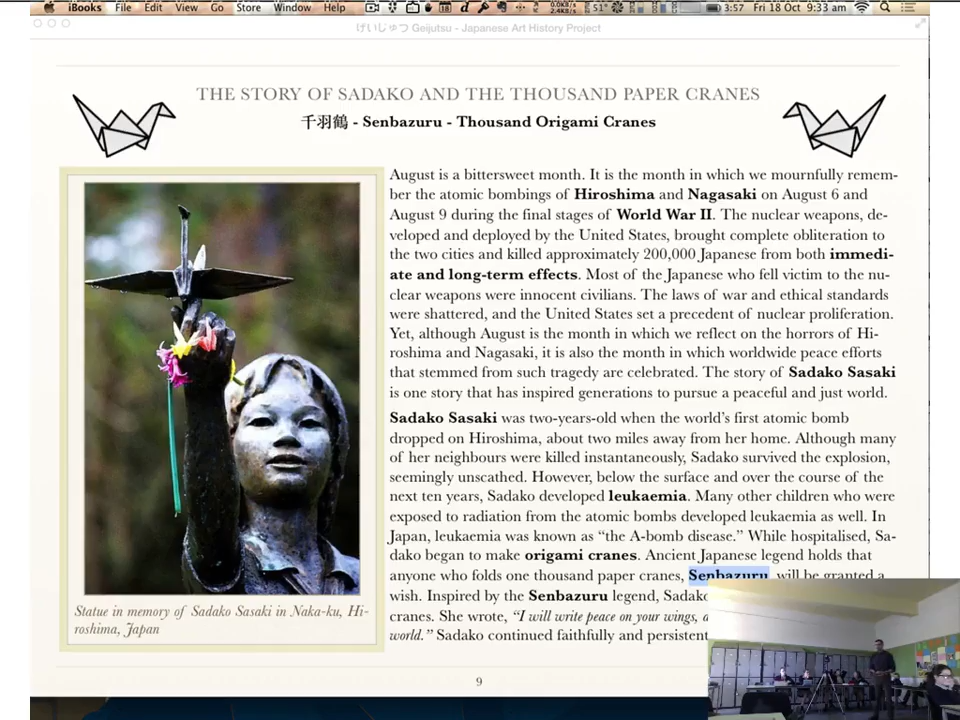 iBooks File Edit View Go Store Window Help 0.0KB/s 2.4KB/s 51° 3:57 Fri 18 Oct 9:33 am
げいじゅつ Geijutsu - Japanese Art History Project
THE STORY OF SADAKO AND THE THOUSAND PAPER CRANES
千羽鶴 - Senbazuru - Thousand Origami Cranes
August is a bittersweet month. It is the month in which we mournfully remem-
ber the atomic bombings of Hiroshima and Nagasaki on August 6 and
August 9 during the final stages of World War II. The nuclear weapons, de-
veloped and deployed by the United States, brought complete obliteration to
the two cities and killed approximately 200,000 Japanese from both immedi-
ate and long-term effects. Most of the Japanese who fell victim to the nu-
clear weapons were innocent civilians. The laws of war and ethical standards
were shattered, and the United States set a precedent of nuclear proliferation.
Yet, although August is the month in which we reflect on the horrors of Hi-
roshima and Nagasaki, it is also the month in which worldwide peace efforts
that stemmed from such tragedy are celebrated. The story of Sadako Sasaki
is one story that has inspired generations to pursue a peaceful and just world.
Sadako Sasaki was two-years-old when the world's first atomic bomb
dropped on Hiroshima, about two miles away from her home. Although many
of her neighbours were killed instantaneously, Sadako survived the explosion,
seemingly unscathed. However, below the surface and over the course of the
next ten years, Sadako developed leukaemia. Many other children who were
exposed to radiation from the atomic bombs developed leukaemia as well. In
Japan, leukaemia was known as “the A-bomb disease.” While hospitalised, Sa-
dako began to make origami cranes. Ancient Japanese legend holds that
anyone who folds one thousand paper cranes, Senbazuru, will be granted a
wish. Inspired by the Senbazuru legend, Sadako
cranes. She wrote, “I will write peace on your wings,
world.” Sadako continued faithfully and persistent
Statue in memory of Sadako Sasaki in Naka-ku, Hi-
roshima, Japan
9